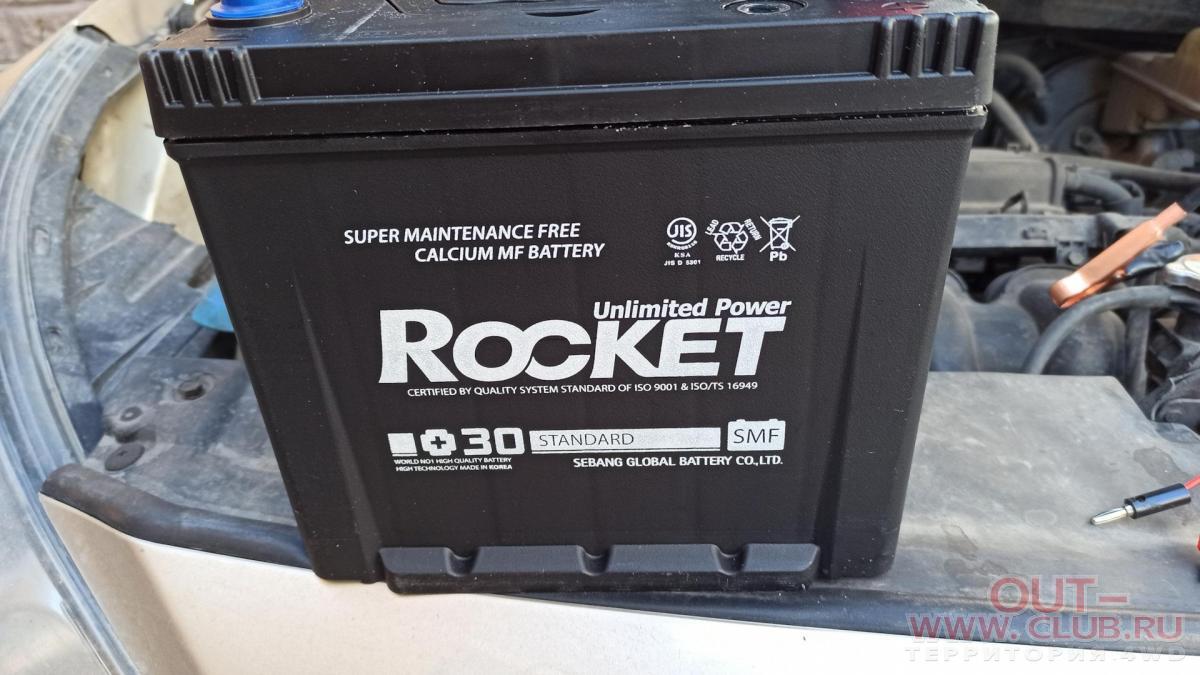 SUPER MAINTENANCE FREE
CALCIUM MF BATTERY
JIS
KSA
JIS D 5301
LEAD
RETURN
RECYCLE
Pb
Unlimited Power
ROCKET
CERTIFIED BY QUALITY SYSTEM STANDARD OF ISO 9001 & ISO/TS 16949
+30
STANDARD
SMF
WORLD NO1 HIGH QUALITY BATTERY
HIGH TECHNOLOGY MADE IN KOREA
SEBANG GLOBAL BATTERY CO.,LTD.
OUT-
WWW.CLUB.RU
ТЕРРИТОРИЯ 4WD